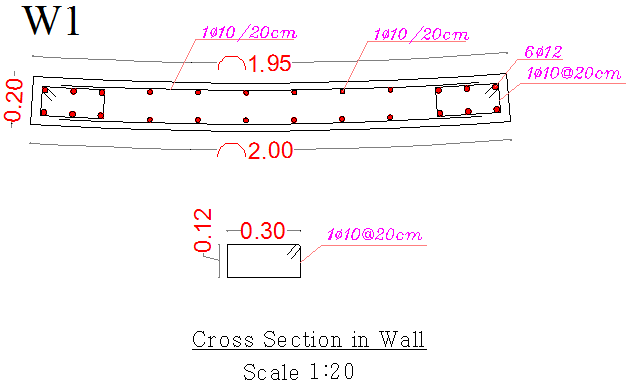 W1
1ø10/20cm
1ø10/20cm
6ø12
1ø10@20cm
1.95
0.20
2.00
0.12
0.30
1ø10@20cm
Cross Section in Wall
Scale 1:20